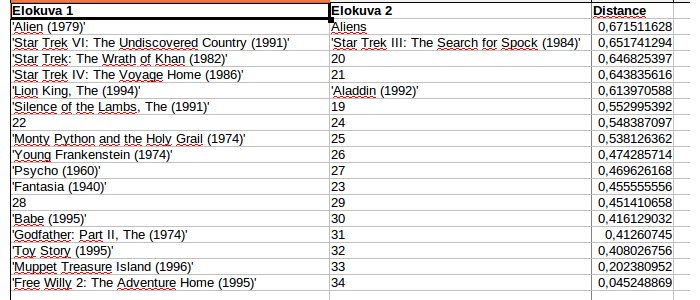 Elokuva 1 Elokuva 2 Distance
'Alien (1979)' Aliens 0,671511628
'Star Trek VI: The Undiscovered Country (1991)' 'Star Trek III: The Search for Spock (1984)' 0,651741294
'Star Trek: The Wrath of Khan (1982)' 20 0,646825397
'Star Trek IV: The Voyage Home (1986)' 21 0,643835616
'Lion King, The (1994)' 'Aladdin (1992)' 0,613970588
'Silence of the Lambs, The (1991)' 19 0,552995392
22 24 0,548387097
'Monty Python and the Holy Grail (1974)' 25 0,538126362
'Young Frankenstein (1974)' 26 0,474285714
'Psycho (1960)' 27 0,469626168
'Fantasia (1940)' 23 0,455555556
28 29 0,451410658
'Babe (1995)' 30 0,416129032
'Godfather: Part II, The (1974)' 31 0,41260745
'Toy Story (1995)' 32 0,408026756
'Muppet Treasure Island (1996)' 33 0,202380952
'Free Willy 2: The Adventure Home (1995)' 34 0,045248869